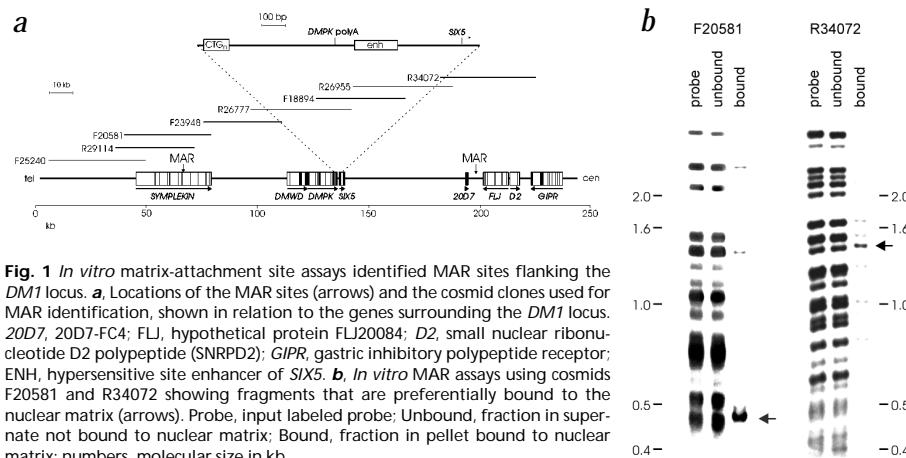 a
100 bp
DMPK polyA
SIX5
CTGn
enh
10 kb
R34072
R26955
F18894
R26777
F23948
F20581
R29114
F25240
MAR
MAR
tel
cen
SYMPLEKIN
DMWD
DMPK
SIX5
20D7
FLJ
D2
GIPR
0
50
100
150
200
250
kb
Fig. 1 In vitro matrix-attachment site assays identified MAR sites flanking the
DM1 locus. a, Locations of the MAR sites (arrows) and the cosmid clones used for
MAR identification, shown in relation to the genes surrounding the DM1 locus.
20D7, 20D7-FC4; FLJ, hypothetical protein FLJ20084; D2, small nuclear ribonu-
cleotide D2 polypeptide (SNRPD2); GIPR, gastric inhibitory polypeptide receptor;
ENH, hypersensitive site enhancer of SIX5. b, In vitro MAR assays using cosmids
F20581 and R34072 showing fragments that are preferentially bound to the
nuclear matrix (arrows). Probe, input labeled probe; Unbound, fraction in super-
nate not bound to nuclear matrix; Bound, fraction in pellet bound to nuclear
matrix; numbers, molecular size in kb.
b
F20581
R34072
probe
unbound
bound
probe
unbound
bound
2.0
1.6
1.0
0.5
0.4
2.0
1.6
1.0
0.5
0.4